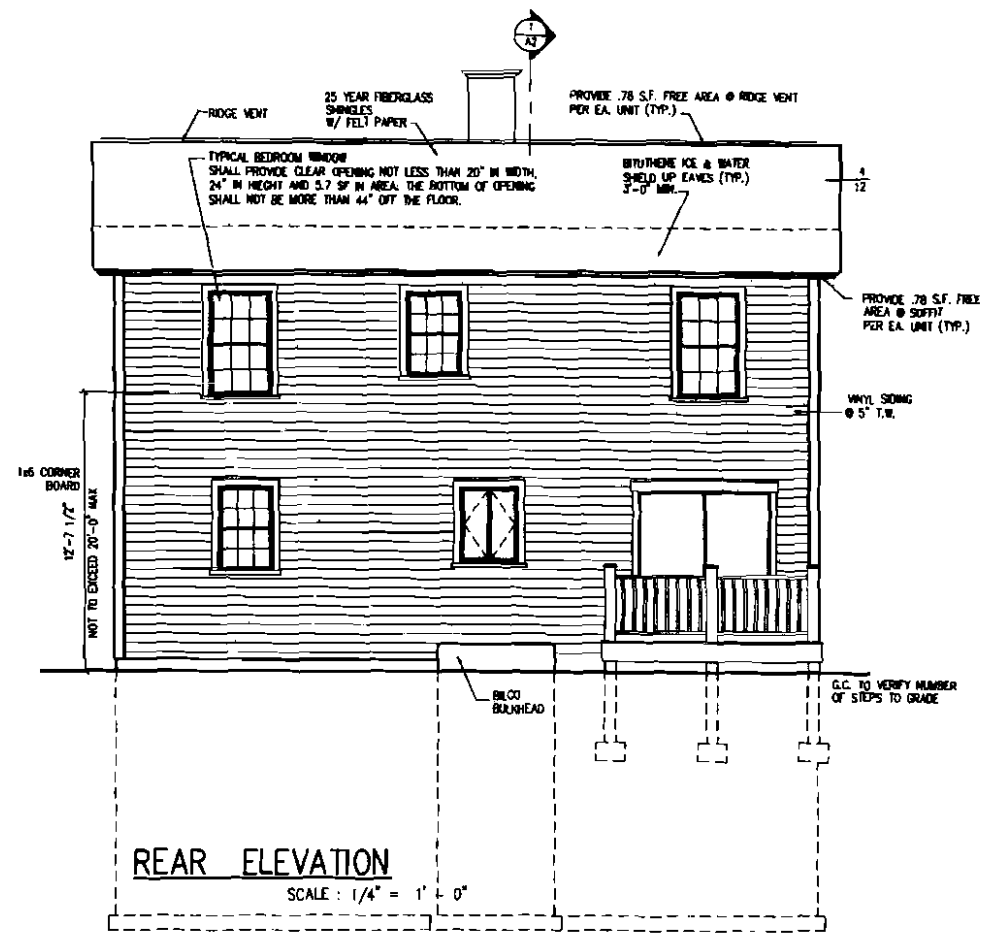 1
A2
RIDGE VENT
25 YEAR FIBERGLASS
SHINGLES
W/ FELT PAPER
PROVIDE .78 S.F. FREE AREA @ RIDGE VENT
PER EA. UNIT (TYP.)
TYPICAL BEDROOM WINDOW
SHALL PROVIDE CLEAR OPENING NOT LESS THAN 20" IN WIDTH,
24" IN HIEGHT AND 5.7 SF IN AREA. THE BOTTOM OF OPENING
SHALL NOT BE MORE THAN 44" OFF THE FLOOR.
BITUTHENE ICE & WATER
SHIELD UP EAVES (TYP.)
3'-0" MIN.
4
12
PROVIDE .78 S.F. FREE
AREA @ SOFFIT
PER EA. UNIT (TYP.)
VINYL SIDING
@ 5" T.W.
1x6 CORNER
BOARD
12'-7 1/2"
NOT TO EXCEED 20'-0" MAX
BILCO
BULKHEAD
G.C. TO VERIFY NUMBER
OF STEPS TO GRADE
REAR ELEVATION
SCALE : 1/4" = 1' - 0"